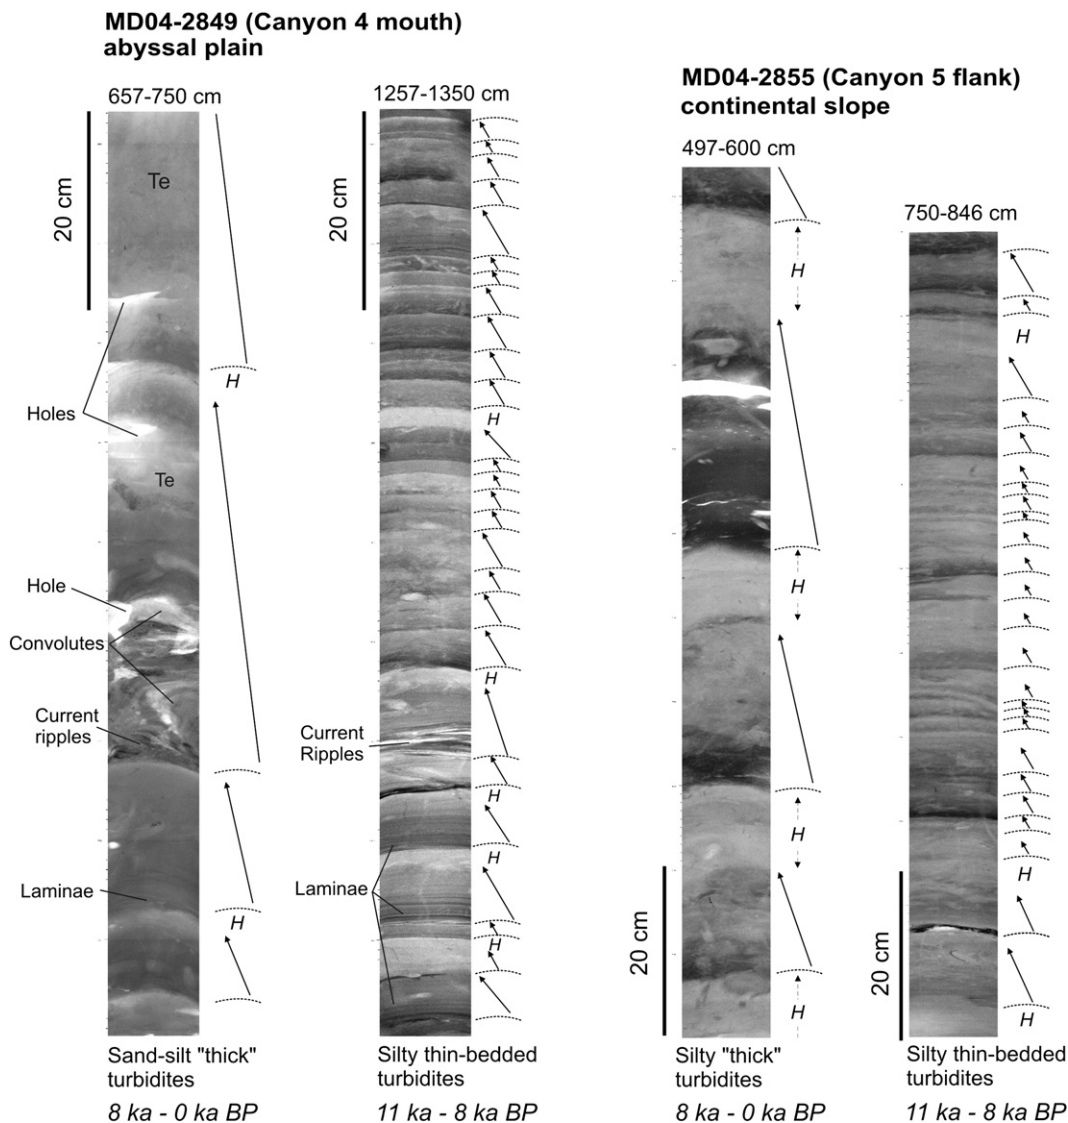 MD04-2849 (Canyon 4 mouth)
abyssal plain
657-750 cm
1257-1350 cm
20 cm
20 cm
Te
H
Holes
Te
Hole
Convolutes
Current
ripples
Laminae
H
H
H
Current
Ripples
H
H
Laminae
H
Sand-silt "thick"
turbidites
8 ka - 0 ka BP
Silty thin-bedded
turbidites
11 ka - 8 ka BP
MD04-2855 (Canyon 5 flank)
continental slope
497-600 cm
750-846 cm
H
H
H
H
20 cm
H
H
H
20 cm
Silty "thick"
turbidites
8 ka - 0 ka BP
Silty thin-bedded
turbidites
11 ka - 8 ka BP